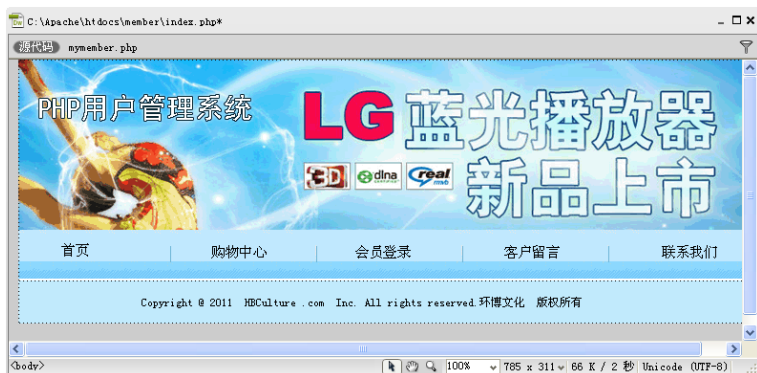 C:\Apache\htdocs\member\index.php*
源代码 mymember.php
PHP用户管理系统
LG 蓝光播放器
3D dlna real
新品上市
首页 购物中心 会员登录 客户留言 联系我们
Copyright @ 2011 HBCulture .com Inc. All rights reserved.环博文化 版权所有
<body> 100% 785 x 311 66 K / 2 秒 Unicode (UTF-8)